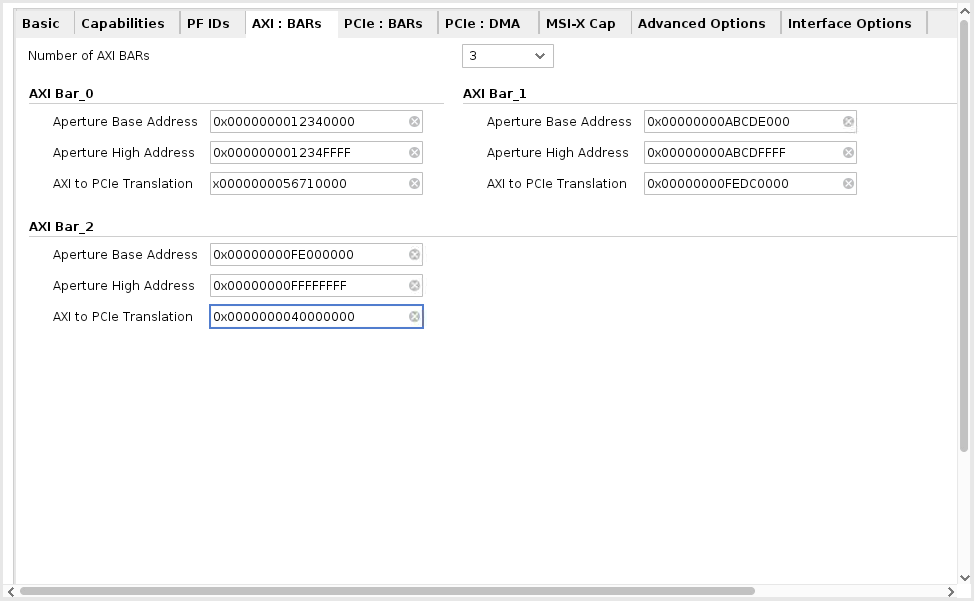 Basic Capabilities PF IDs AXI : BARs PCIe : BARs PCIe : DMA MSI-X Cap Advanced Options Interface Options
Number of AXI BARs 3
AXI Bar_0 AXI Bar_1
Aperture Base Address 0x0000000012340000 Aperture Base Address 0x00000000ABCDE000
Aperture High Address 0x000000001234FFFF Aperture High Address 0x00000000ABCDFFFF
AXI to PCIe Translation x0000000056710000 AXI to PCIe Translation 0x00000000FEDC0000
AXI Bar_2
Aperture Base Address 0x00000000FE000000
Aperture High Address 0x00000000FFFFFFFF
AXI to PCIe Translation 0x0000000040000000